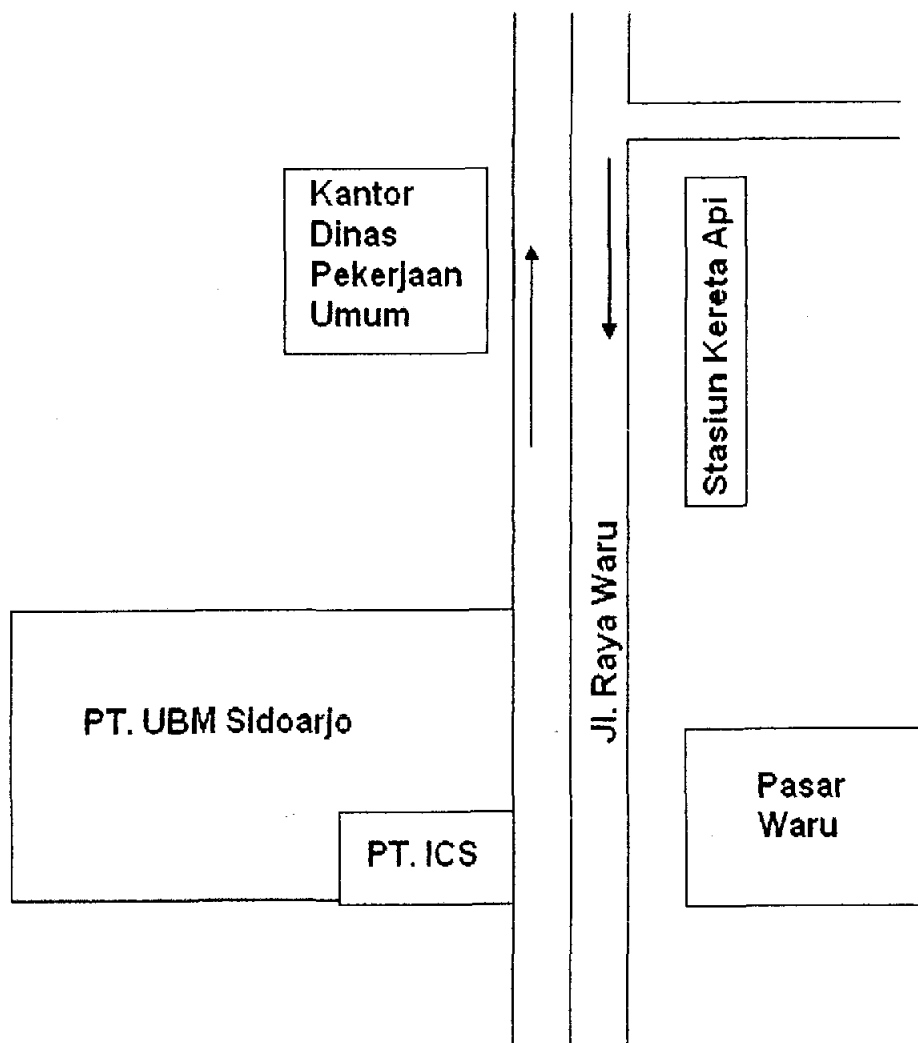 Kantor
Dinas
Pekerjaan
Umum
Stasiun Kereta Api
Jl. Raya Waru
PT. UBM Sidoarjo
PT. ICS
Pasar
Waru